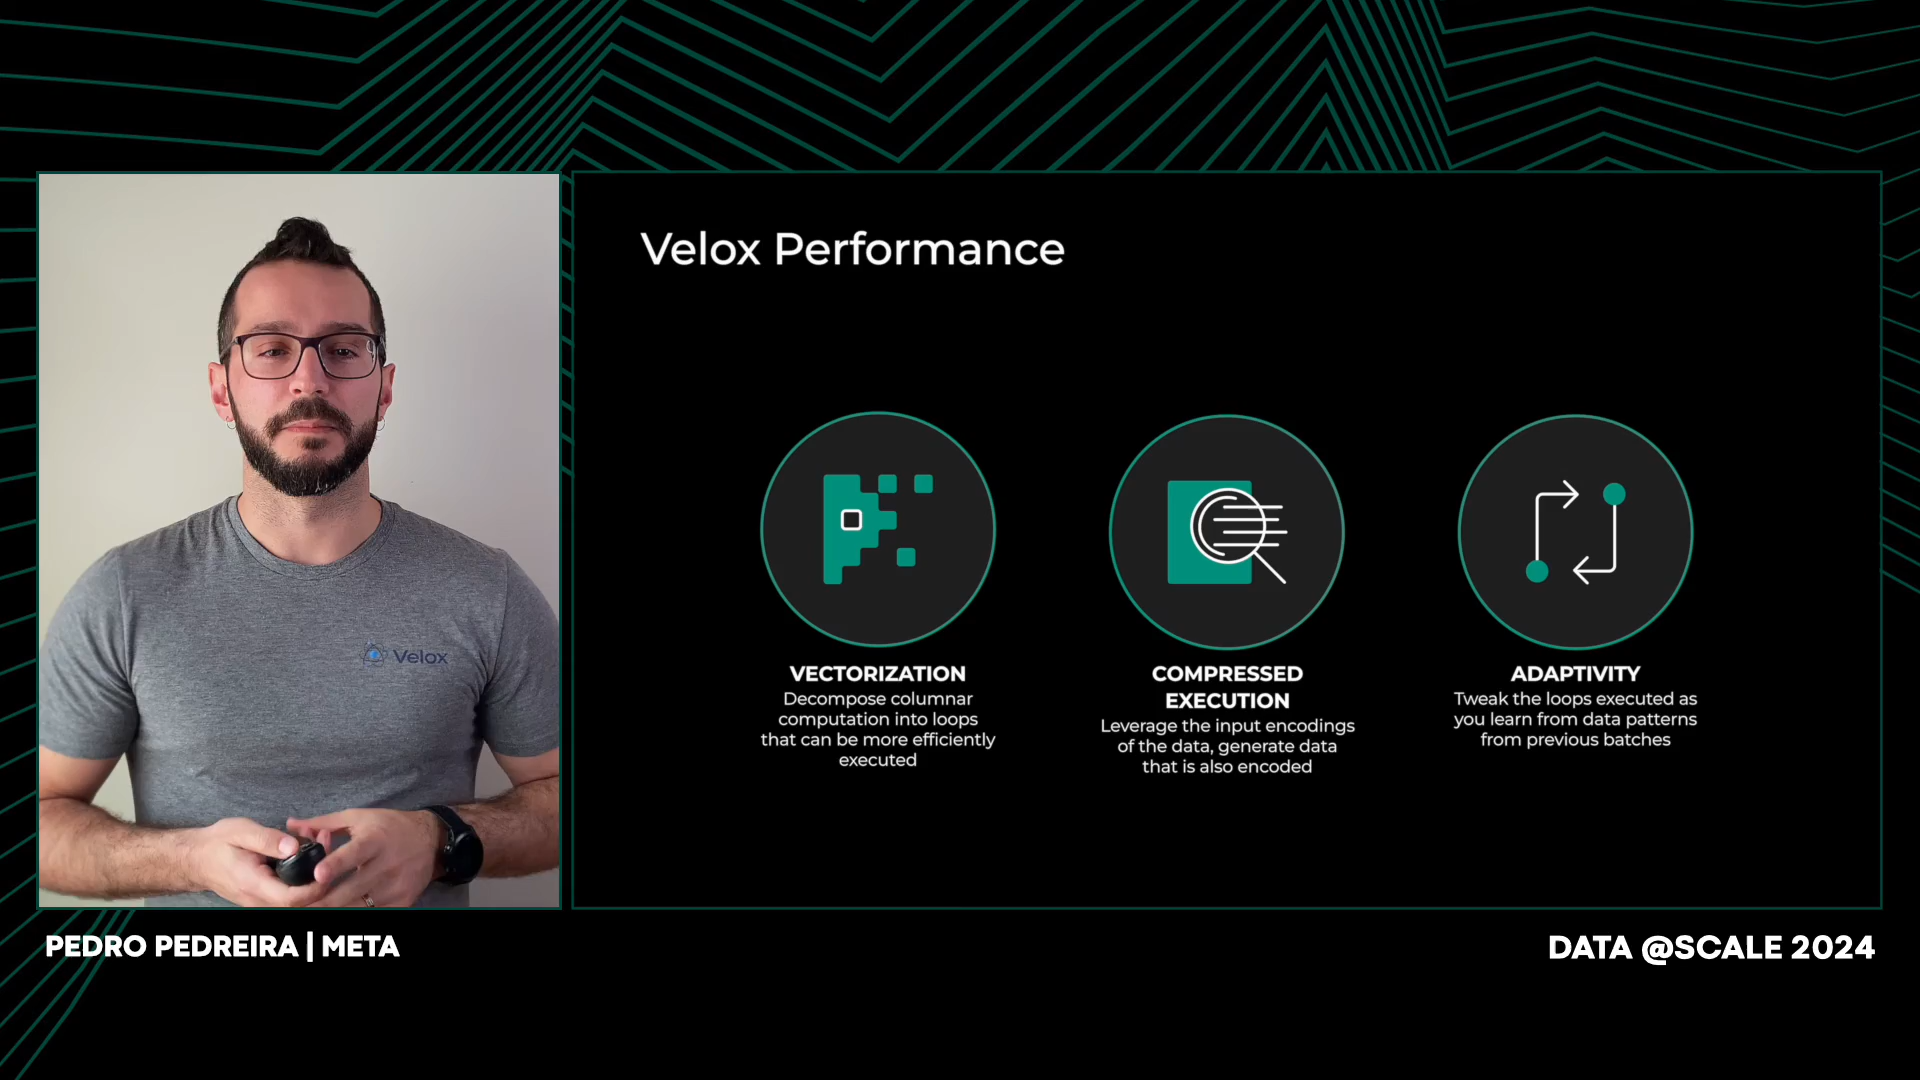 Velox Performance
Velox
VECTORIZATION
Decompose columnar
computation into loops
that can be more efficiently
executed
COMPRESSED
EXECUTION
Leverage the input encodings
of the data, generate data
that is also encoded
ADAPTIVITY
Tweak the loops executed as
you learn from data patterns
from previous batches
PEDRO PEDREIRA | META
DATA @SCALE 2024